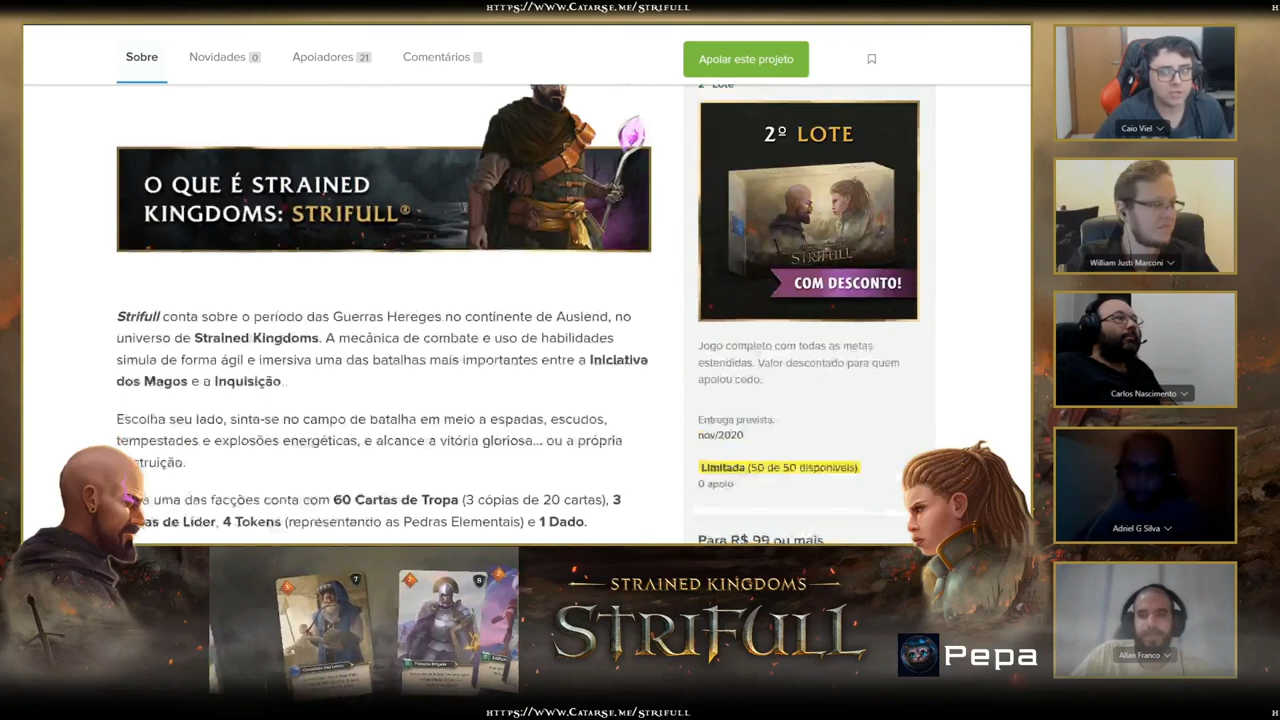 HTTPS://WWW.CATARSE.ME/STRIFULL
Sobre
Novidades 0
Apoiadores 21
Comentários
Apoiar este projeto
2º Lote
O QUE É STRAINED
KINGDOMS: STRIFULL®
2º LOTE
STRIFULL
COM DESCONTO!
Strifull conta sobre o período das Guerras Hereges no continente de Ausiend, no
universo de Strained Kingdoms. A mecânica de combate e uso de habilidades
simula de forma ágil e imersiva uma das batalhas mais importantes entre a Iniciativa
dos Magos e a Inquisição.
Escolha seu lado, sinta-se no campo de batalha em meio a espadas, escudos,
tempestades e explosões energéticas, e alcance a vitória gloriosa... ou a própria
struição.
a uma das facções conta com 60 Cartas de Tropa (3 cópias de 20 cartas), 3
as de Líder, 4 Tokens (representando as Pedras Elementais) e 1 Dado.
Jogo completo com todas as metas
estendidas. Valor descontado para quem
apoiou cedo.
Entrega prevista:
nov/2020
Limitada (50 de 50 disponíveis)
0 apoio
Para R$ 99 ou mais
Caio Viel
William Justi Marconi
Carlos Nascimento
Adriel G Silva
Allan Franco
7
8
STRAINED KINGDOMS
STRIFULL
Pepa
HTTPS://WWW.CATARSE.ME/STRIFULL